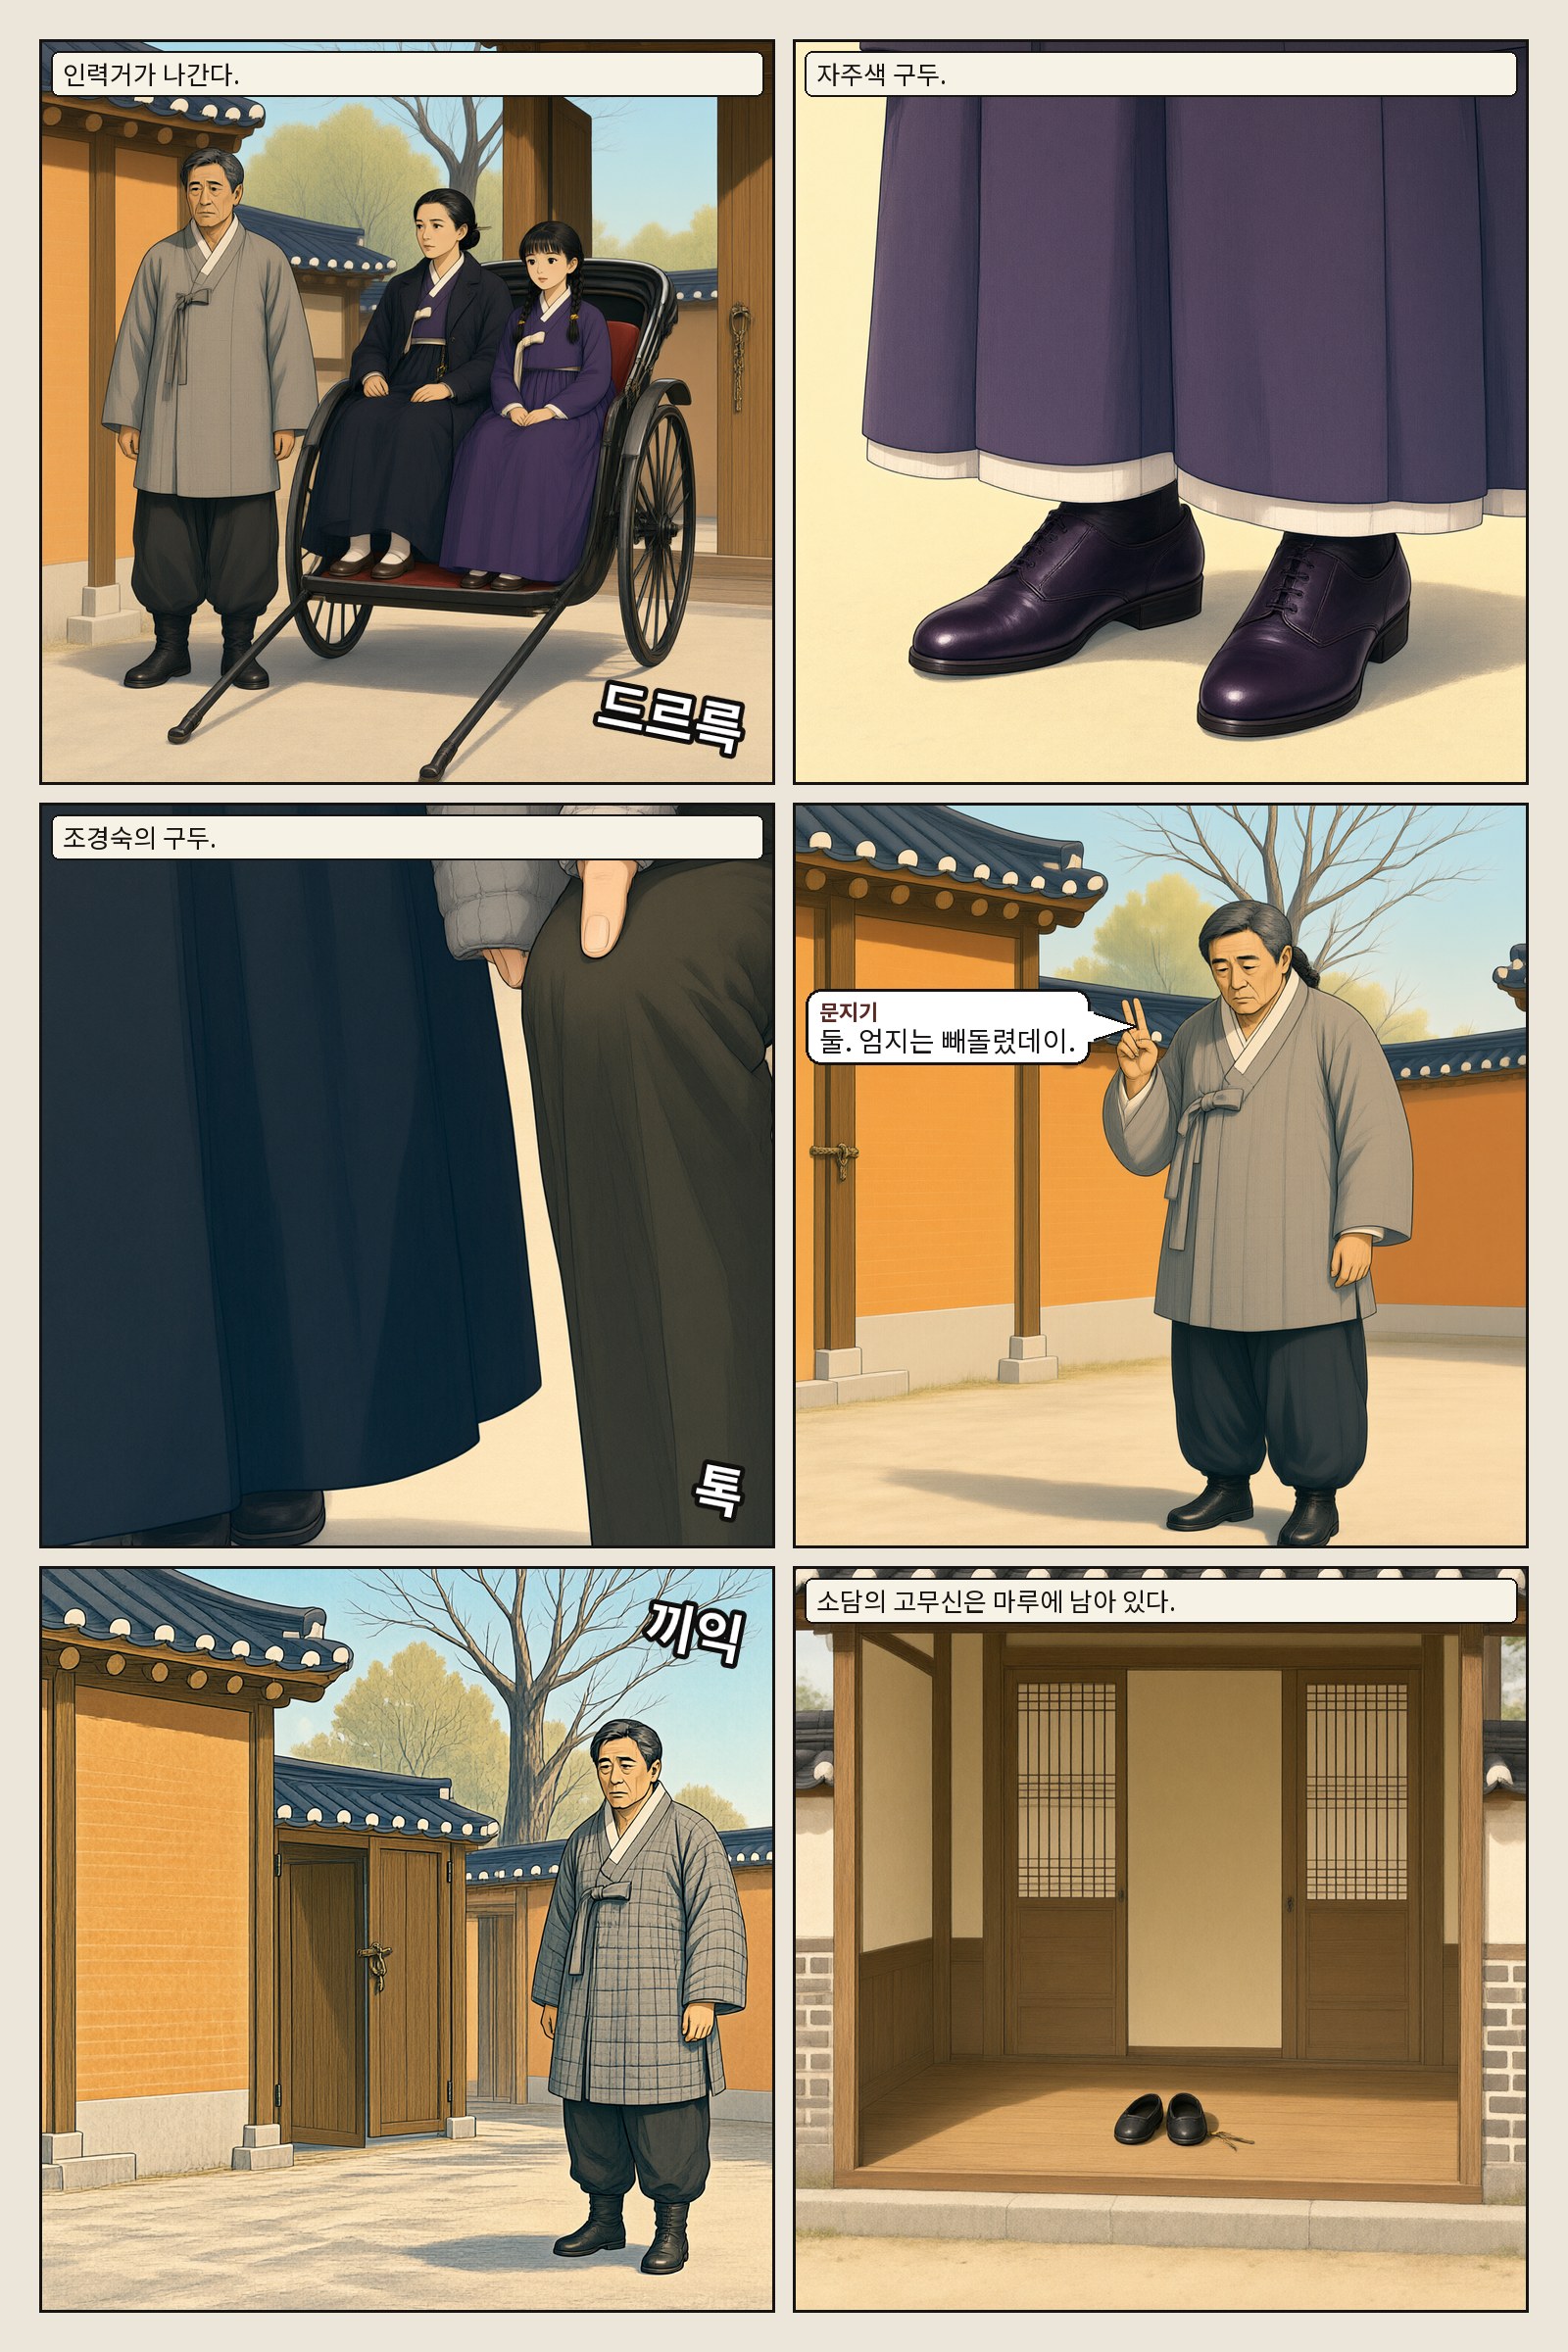 인력거가 나간다.
드르륵
자주색 구두.
조경숙의 구두.
톡
문지기
둘. 엄지는 빼돌렸데이.
끼익
소담의 고무신은 마루에 남아 있다.